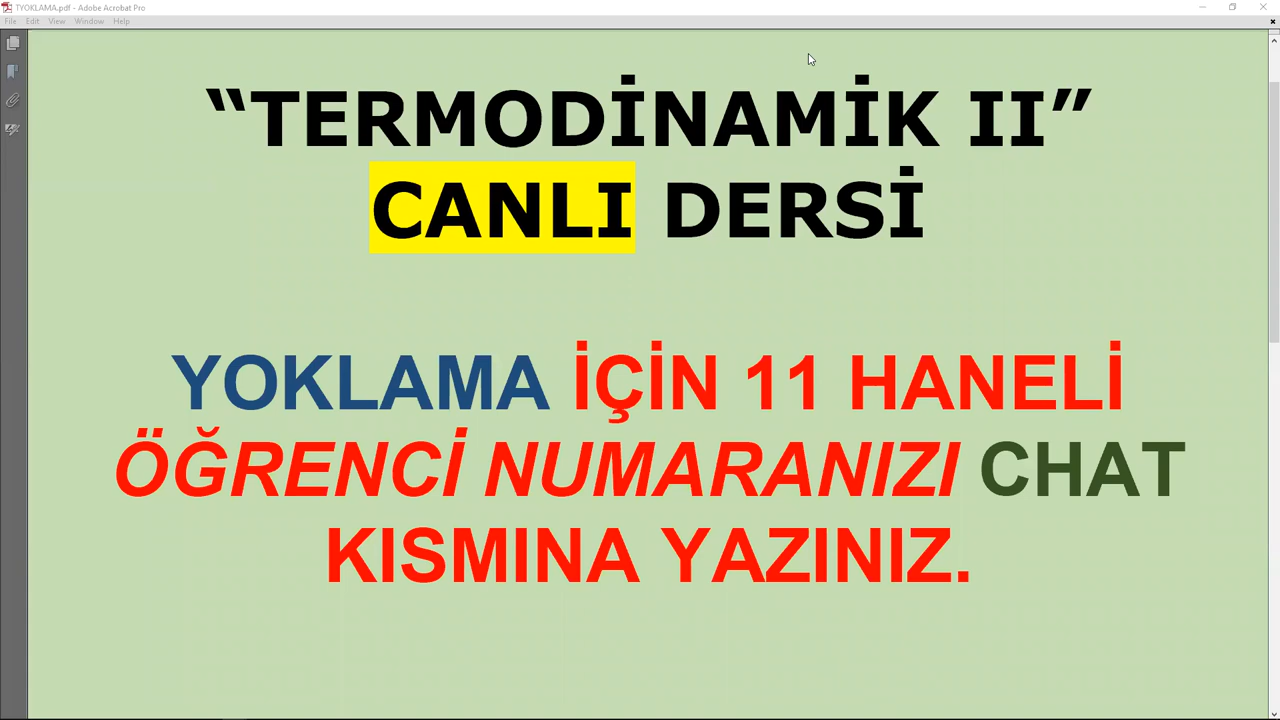 TYOKLAMA.pdf - Adobe Acrobat Pro
File Edit View Window Help
“TERMODİNAMİK II”
CANLI DERSİ
YOKLAMA İÇİN 11 HANELİ
ÖĞRENCİ NUMARANIZI CHAT
KISMINA YAZINIZ.